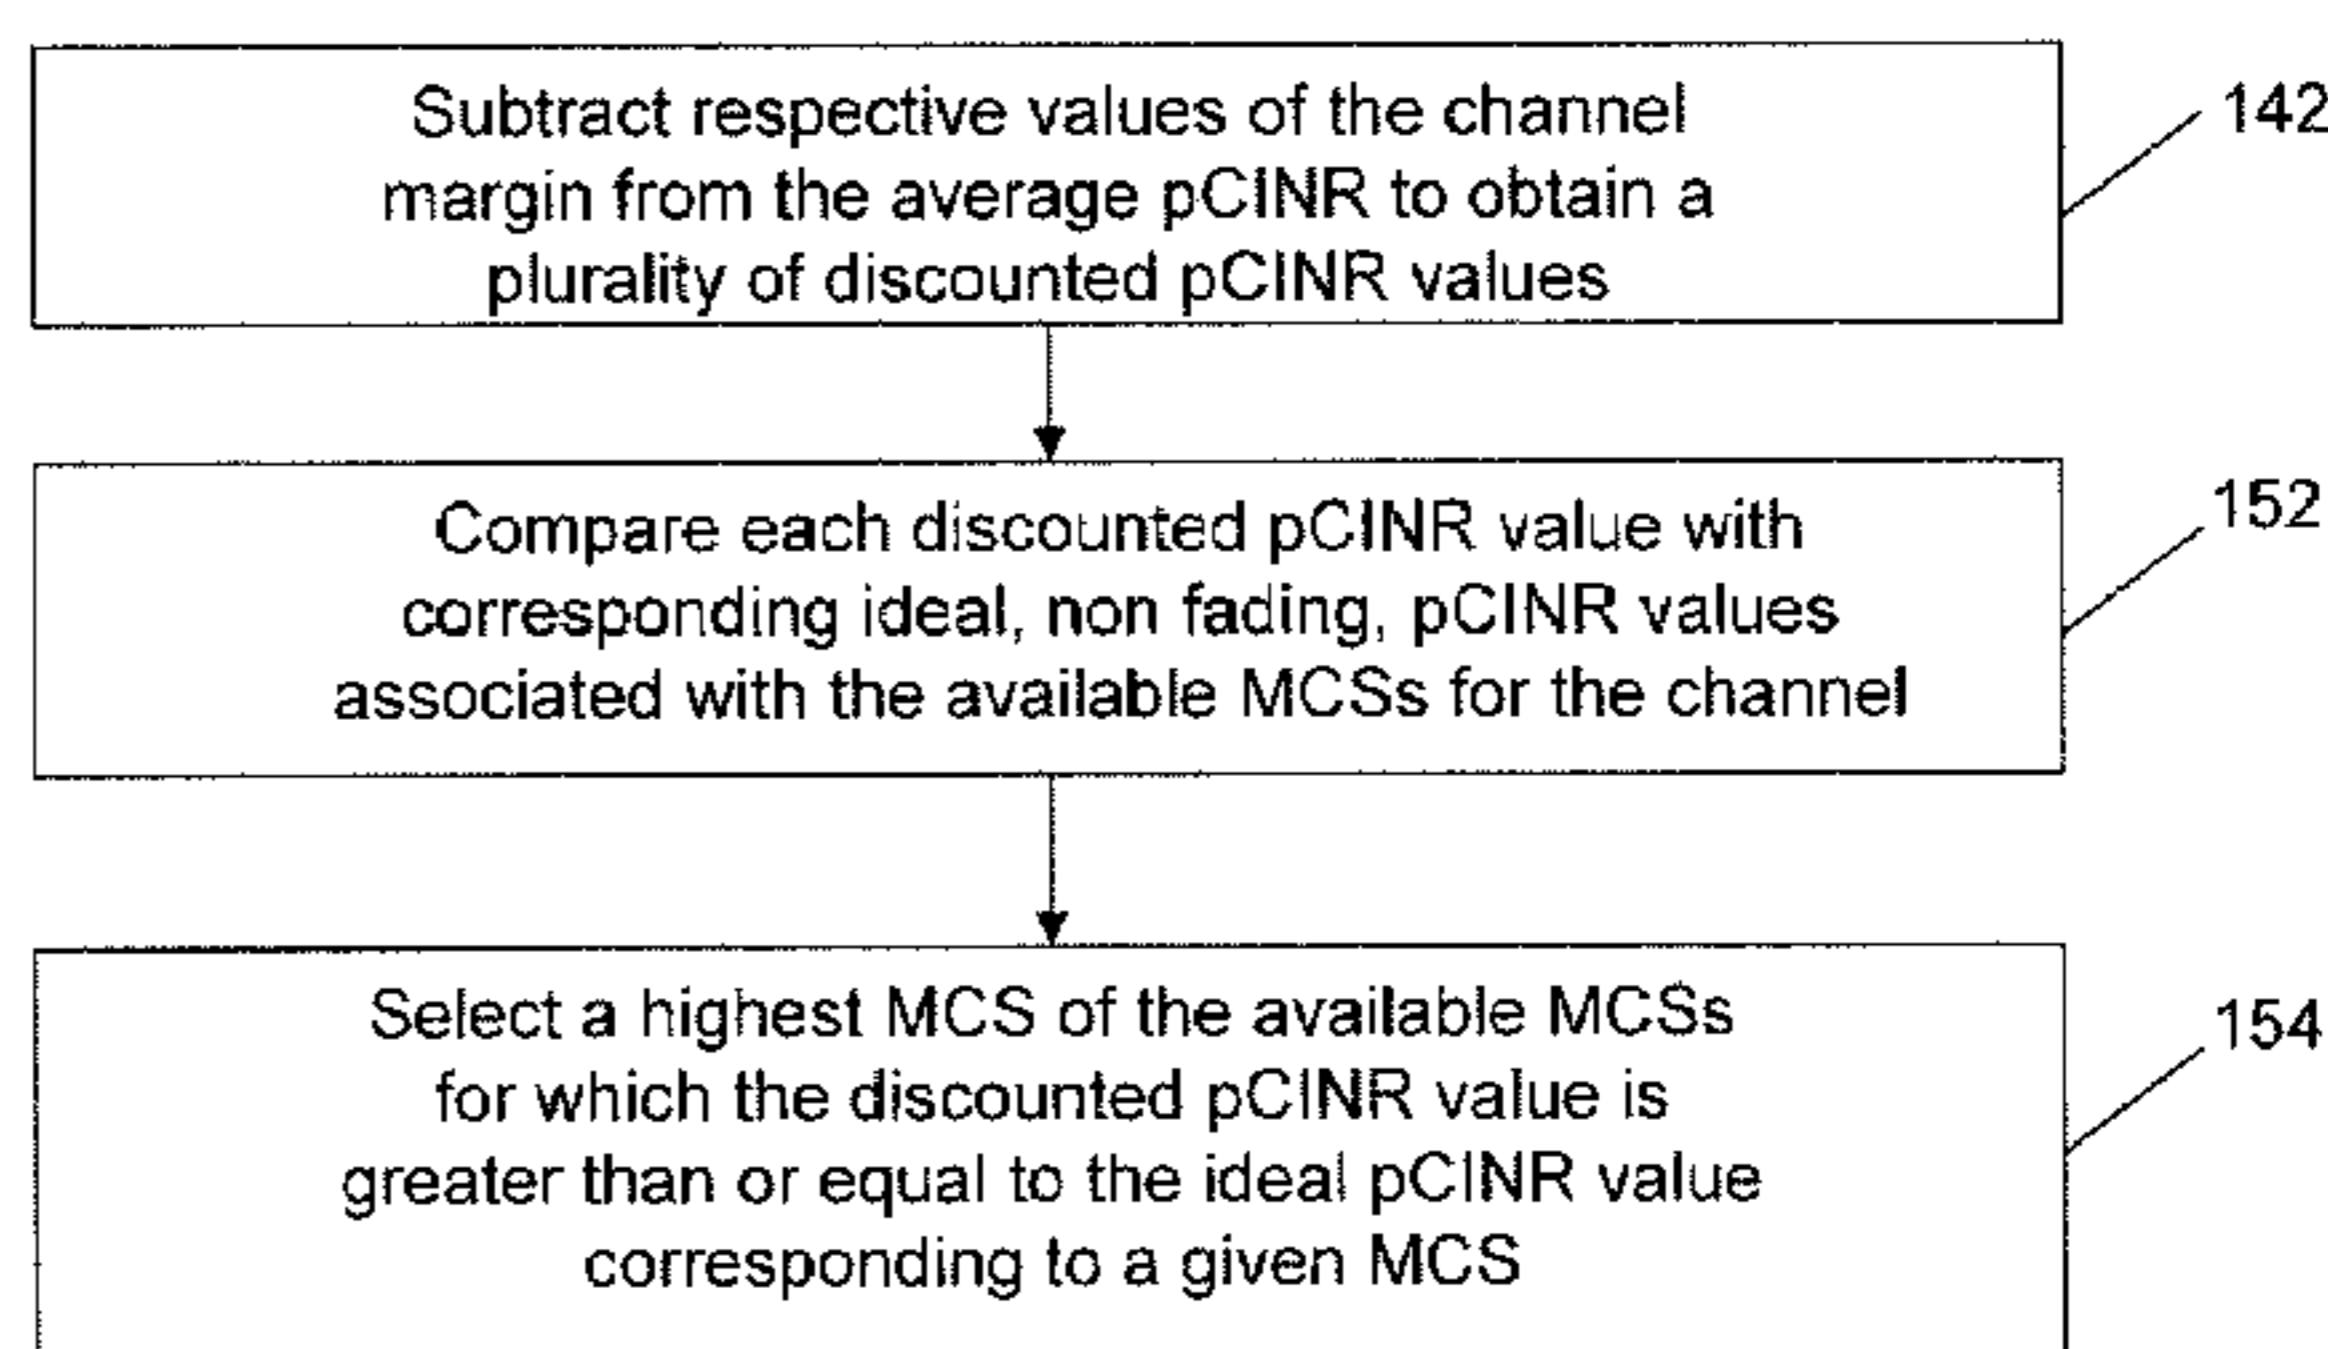 Subtract respective values of the channel
margin from the average pCINR to obtain a
plurality of discounted pCINR values
142
Compare each discounted pCINR value with
corresponding ideal, non fading, pCINR values
associated with the available MCSs for the channel
152
Select a highest MCS of the available MCSs
for which the discounted pCINR value is
greater than or equal to the ideal pCINR value
corresponding to a given MCS
154